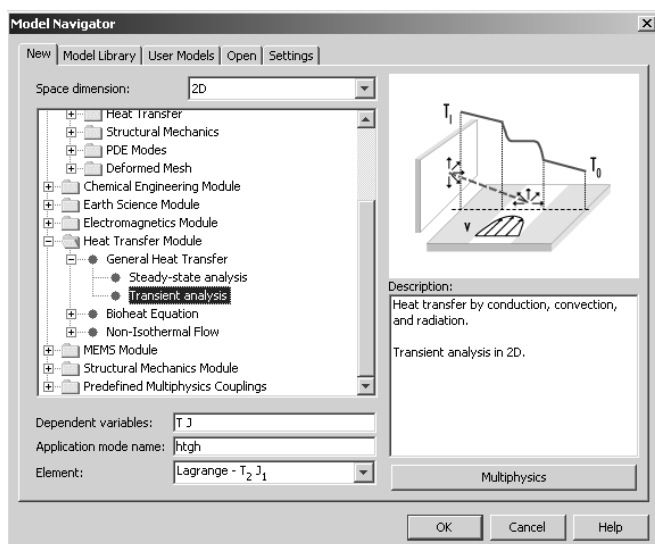 Model Navigator
New Model Library User Models Open Settings
Space dimension: 2D
Heat Transfer
Structural Mechanics
PDE Modes
Deformed Mesh
Chemical Engineering Module
Earth Science Module
Electromagnetics Module
Heat Transfer Module
General Heat Transfer
Steady-state analysis
Transient analysis
Bioheat Equation
Non-Isothermal Flow
MEMS Module
Structural Mechanics Module
Predefined Multiphysics Couplings
Dependent variables: T J
Application mode name: htgh
Element: Lagrange - T₂ J₁
T₁
T₀
v
Description:
Heat transfer by conduction, convection,
and radiation.
Transient analysis in 2D.
Multiphysics
OK Cancel Help